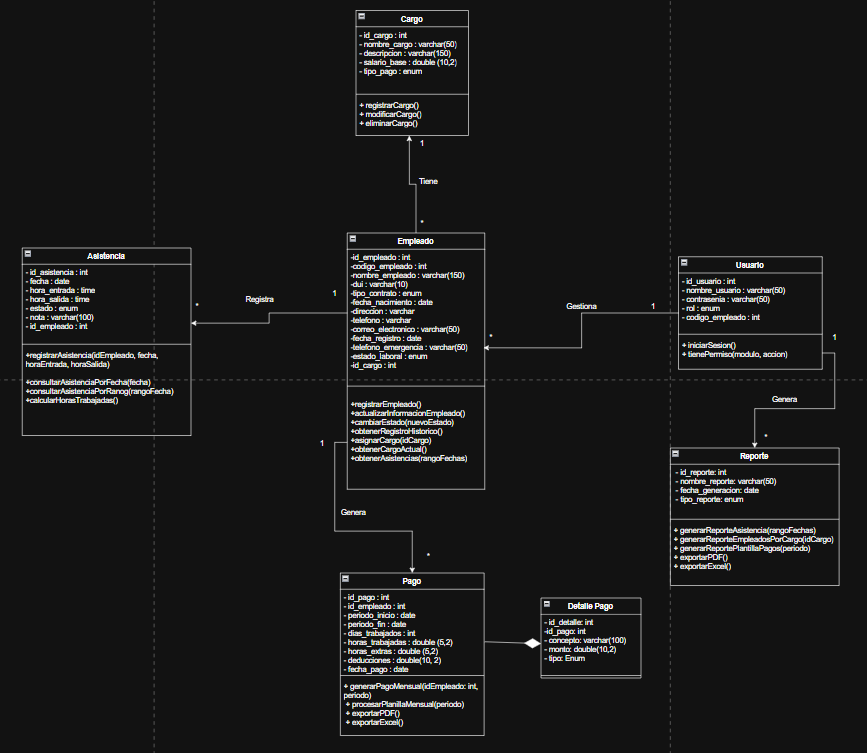 Cargo
- id_cargo : int
- nombre_cargo : varchar(50)
- descripcion : varchar(150)
- salario_base : double (10,2)
- tipo_pago : enum
+ registrarCargo()
+ modificarCargo()
+ eliminarCargo()
1
Tiene
*
Empleado
-id_empleado : int
-codigo_empleado : int
-nombre_empleado : varchar(150)
-dui : varchar(10)
-tipo_contrato : enum
-fecha_nacimiento : date
-direccion : varchar
-telefono : varchar
-correo_electronico : varchar(50)
-fecha_registro : date
-telefono_emergencia : varchar(50)
-estado_laboral : enum
-id_cargo : int
+registrarEmpleado()
+actualizarInformacionEmpleado()
+cambiarEstado(nuevoEstado)
+obtenerRegistroHistorico()
+asignarCargo(idCargo)
+obtenerCargoActual()
+obtenerAsistencias(rangoFechas)
Asistencia
- id_asistencia : int
- fecha : date
- hora_entrada : time
- hora_salida : time
- estado : enum
- nota : varchar(100)
- id_empleado : int
+registrarAsistencia(idEmpleado, fecha,
horaEntrada, horaSalida)
+consultarAsistenciaPorFecha(fecha)
+consultarAsistenciaPorRanog(rangoFecha)
+calcularHorasTrabajadas()
*
Registra
1
Gestiona
1
*
Usuario
- id_usuario : int
- nombre_usuario : varchar(50)
- contrasenia : varchar(50)
- rol : enum
- codigo_empleado : int
+ iniciarSesion()
+ tienePermiso(modulo, accion)
1
Genera
*
Reporte
- id_reporte: int
- nombre_reporte: varchar(50)
- fecha_generacion: date
- tipo_reporte: enum
+ generarReporteAsistencia(rangoFechas)
+ generarReporteEmpleadosPorCargo(idCargo)
+ generarReportePlantillaPagos(periodo)
+ exportarPDF()
+ exportarExcel()
1
Genera
*
Pago
- id_pago : int
- id_empleado : int
- periodo_inicio : date
- periodo_fin : date
- dias_trabajados : int
- horas_trabajadas : double (5,2)
- horas_extras : double (5,2)
- deducciones : double(10, 2)
- fecha_pago : date
+ generarPagoMensual(idEmpleado: int,
periodo)
+ procesarPlanillaMensual(periodo)
+ exportarPDF()
+ exportarExcel()
Detalle Pago
- id_detalle: int
-id_pago: int
- concepto: varchar(100)
- monto: double(10,2)
- tipo: Enum